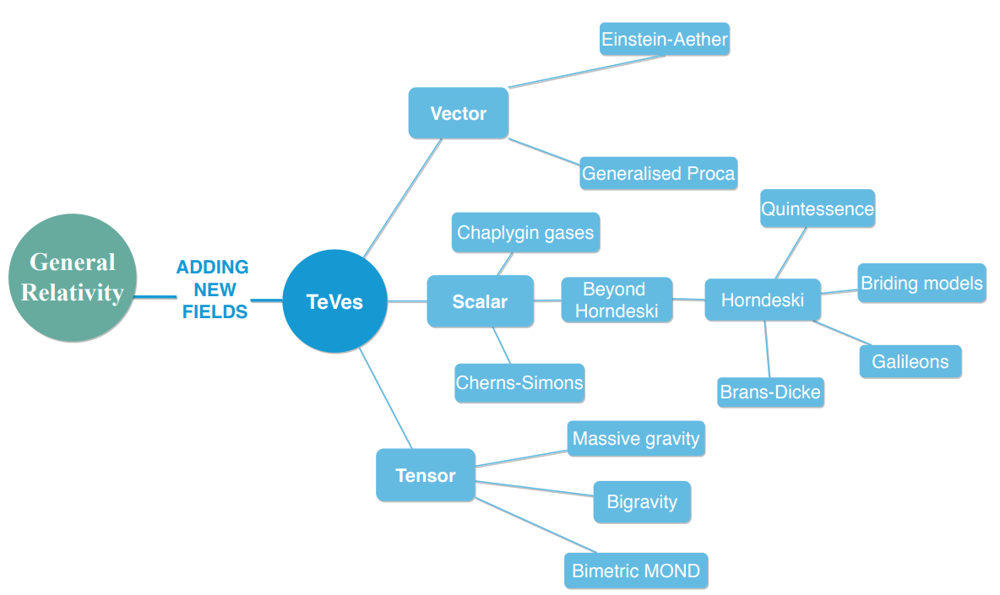 Einstein-Aether
Vector
Generalised Proca
Quintessence
Chaplygin gases
General
Relativity
ADDING
NEW
FIELDS
TeVes
Scalar
Beyond
Horndeski
Horndeski
Briding models
Galileons
Cherns-Simons
Brans-Dicke
Massive gravity
Tensor
Bigravity
Bimetric MOND